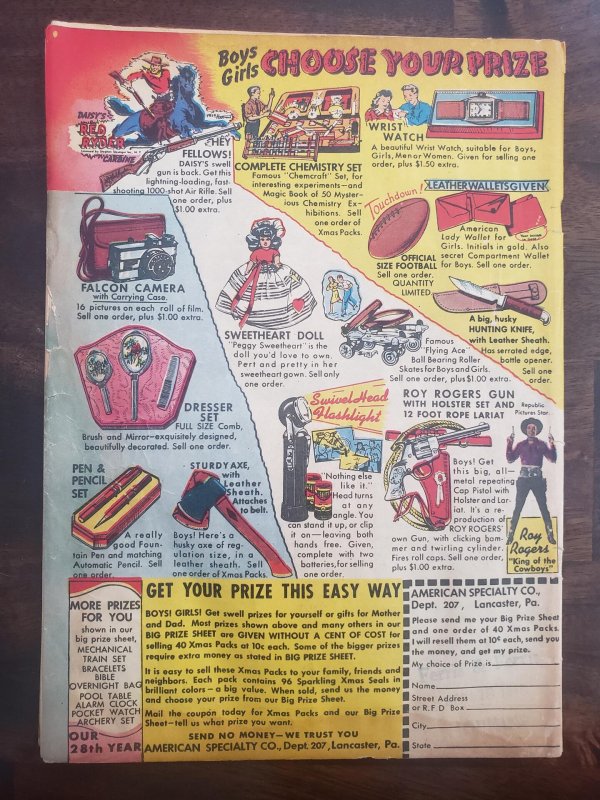 Boys
Girls
CHOOSE YOUR PRIZE
DAISY'S
RED
RYDER
CARBINE
HEY
FELLOWS!
DAISY'S swell
gun is back. Get this
lightning-loading, fast-
shooting 1000-shot Air Rifle. Sell
one order, plus
$1.00 extra.
COMPLETE CHEMISTRY SET
Famous "Chemcraft" Set, for
interesting experiments—and
Magic Book of 50 Myster-
ious Chemistry Ex-
hibitions. Sell
one order of
Xmas Packs.
WRIST
WATCH
A beautiful Wrist Watch, suitable for Boys,
Girls, Men or Women. Given for selling one
order, plus $1.50 extra.
LEATHER WALLETS GIVEN
American
Lady Wallet for
Girls. Initials in gold. Also
secret Compartment Wallet
for Boys. Sell one order.
Touchdown!
OFFICIAL
SIZE FOOTBALL
Sell one order.
QUANTITY
LIMITED
A big, husky
HUNTING KNIFE,
with Leather Sheath.
Has serrated edge,
bottle opener.
Sell one
order.
FALCON CAMERA
with Carrying Case.
16 pictures on each roll of film.
Sell one order, plus $1.00 extra.
SWEETHEART DOLL
"Peggy Sweetheart" is the
doll you'd love to own.
Pert and pretty in her
sweetheart gown. Sell only
one order.
Famous
"Flying Ace"
Ball Bearing Roller
Skates for Boys and Girls.
Sell one order, plus $1.00 extra.
DRESSER
SET
FULL SIZE Comb,
Brush and Mirror—exquisitely designed,
beautifully decorated. Sell one order.
Swivel Head
Flashlight
"Nothing else
like it."
Head turns
at any
angle. You
can stand it up, or clip
it on—leaving both
hands free. Given,
complete with two
batteries, for selling
one order.
ROY ROGERS GUN
WITH HOLSTER SET AND
12 FOOT ROPE LARIAT
Republic
Pictures Star
Boys! Get
this big, all-
metal repeating
Cap Pistol with
Holster and Lar-
iat. It's a re-
production of
ROY ROGERS'
own Gun, with clicking ham-
mer and twirling cylinder.
Fires roll caps. Sell one order,
plus $1.00 extra.
Roy
Rogers
"King of the
Cowboys"
PEN &
PENCIL
SET
A really
good Foun-
tain Pen and matching
Automatic Pencil. Sell
one order.
STURDY AXE,
with
Leather
Sheath.
Attaches
to belt.
Boys! Here's a
husky axe of reg-
ulation size, in a
leather sheath. Sell
one order of Xmas Packs.
MORE PRIZES
FOR YOU
shown in our
big prize sheet,
MECHANICAL
TRAIN SET
BRACELETS
BIBLE
OVERNIGHT BAG
POOL TABLE
ALARM CLOCK
POCKET WATCH
ARCHERY SET
OUR
28th YEAR
GET YOUR PRIZE THIS EASY WAY
BOYS! GIRLS! Get swell prizes for yourself or gifts for Mother
and Dad. Most prizes shown above and many others in our
BIG PRIZE SHEET are GIVEN WITHOUT A CENT OF COST for
selling 40 Xmas Packs at 10c each. Some of the bigger prizes
require extra money as stated in BIG PRIZE SHEET.
It is easy to sell these Xmas Packs to your family, friends and
neighbors. Each pack contains 96 Sparkling Xmas Seals in
brilliant colors — a big value. When sold, send us the money
and choose your prize from our Big Prize Sheet.
Mail the coupon today for Xmas Packs and our Big Prize
Sheet—tell us what prize you want.
SEND NO MONEY—WE TRUST YOU
AMERICAN SPECIALTY CO., Dept. 207, Lancaster, Pa.
AMERICAN SPECIALTY CO.,
Dept. 207, Lancaster, Pa.
Please send me your Big Prize Sheet
and one order of 40 Xmas Packs.
I will resell them at 10¢ each, send you
the money, and get my prize.
My choice of Prize is
Name
Street Address
or R.F D Box
City
State